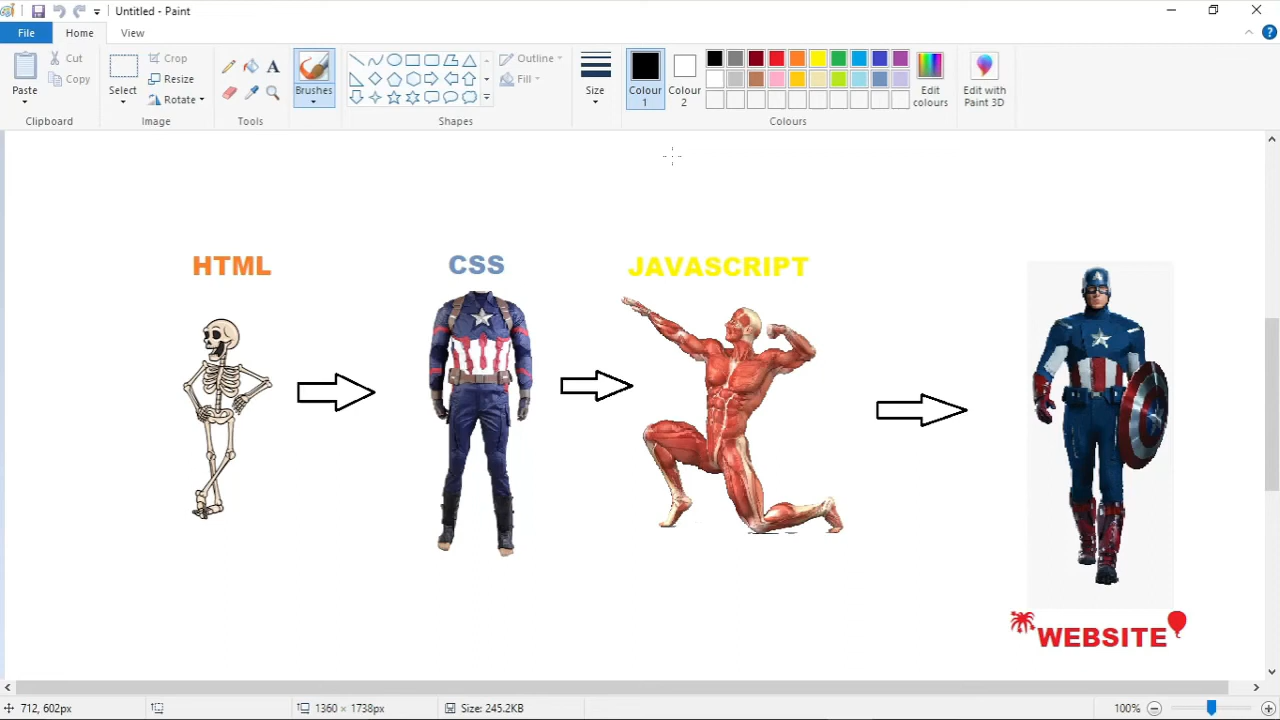 Untitled - Paint
File
Home
View
Paste
Cut
Copy
Clipboard
Select
Crop
Resize
Rotate
Image
A
Tools
Brushes
Outline
Fill
Shapes
Size
Colour
1
Colour
2
Edit
colours
Colours
Edit with
Paint 3D
HTML
CSS
JAVASCRIPT
WEBSITE
712, 602px
1360 × 1738px
Size: 245.2KB
100%